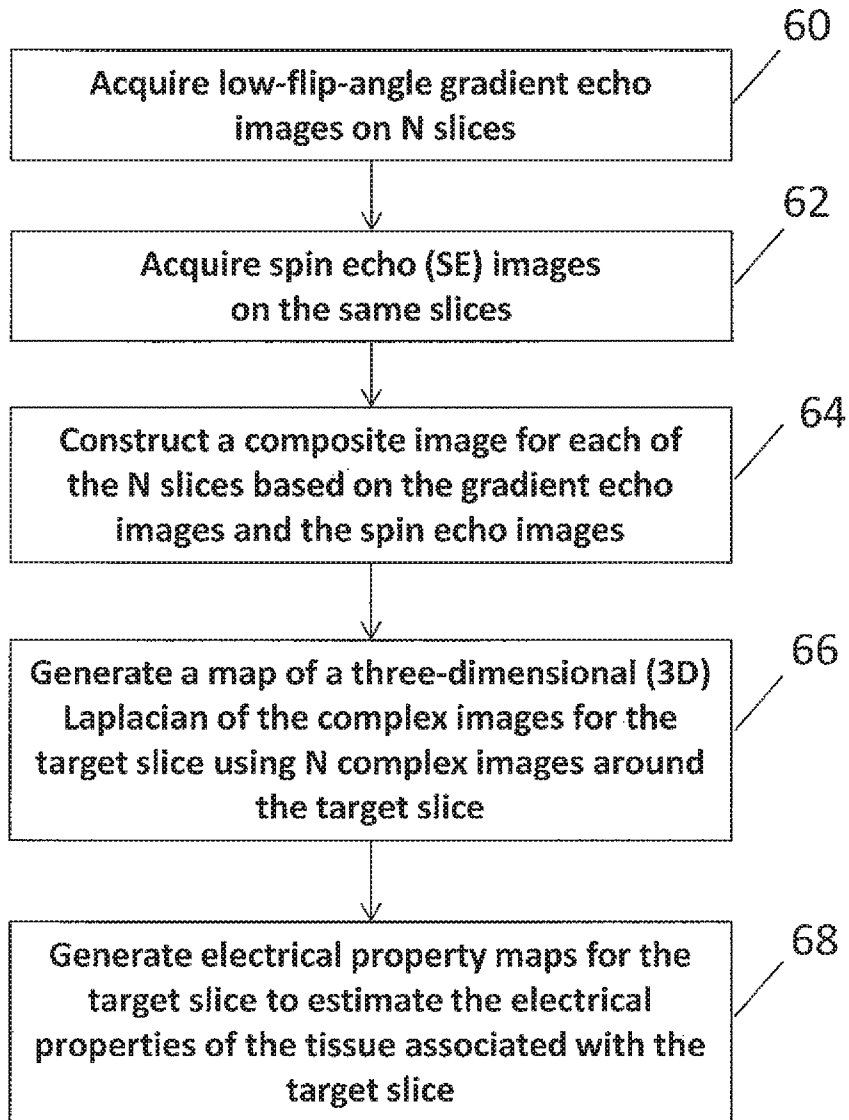 60
Acquire low-flip-angle gradient echo
images on N slices
62
Acquire spin echo (SE) images
on the same slices
64
Construct a composite image for each of
the N slices based on the gradient echo
images and the spin echo images
66
Generate a map of a three-dimensional (3D)
Laplacian of the complex images for the
target slice using N complex images around
the target slice
68
Generate electrical property maps for the
target slice to estimate the electrical
properties of the tissue associated with the
target slice